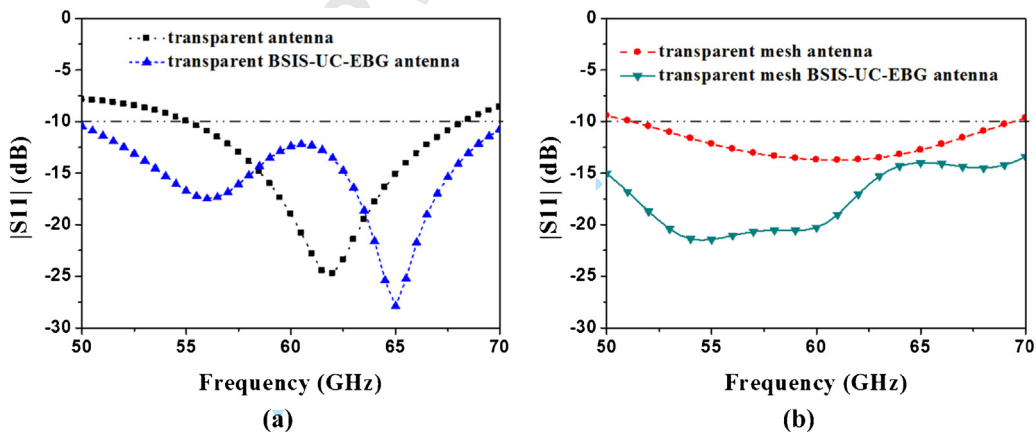 transparent antenna
transparent BSIS-UC-EBG antenna
0
-5
-10
-15
-20
-25
-30
|S11| (dB)
50
55
60
65
70
Frequency (GHz)
(a)
transparent mesh antenna
transparent mesh BSIS-UC-EBG antenna
0
-5
-10
-15
-20
-25
-30
|S11| (dB)
50
55
60
65
70
Frequency (GHz)
(b)